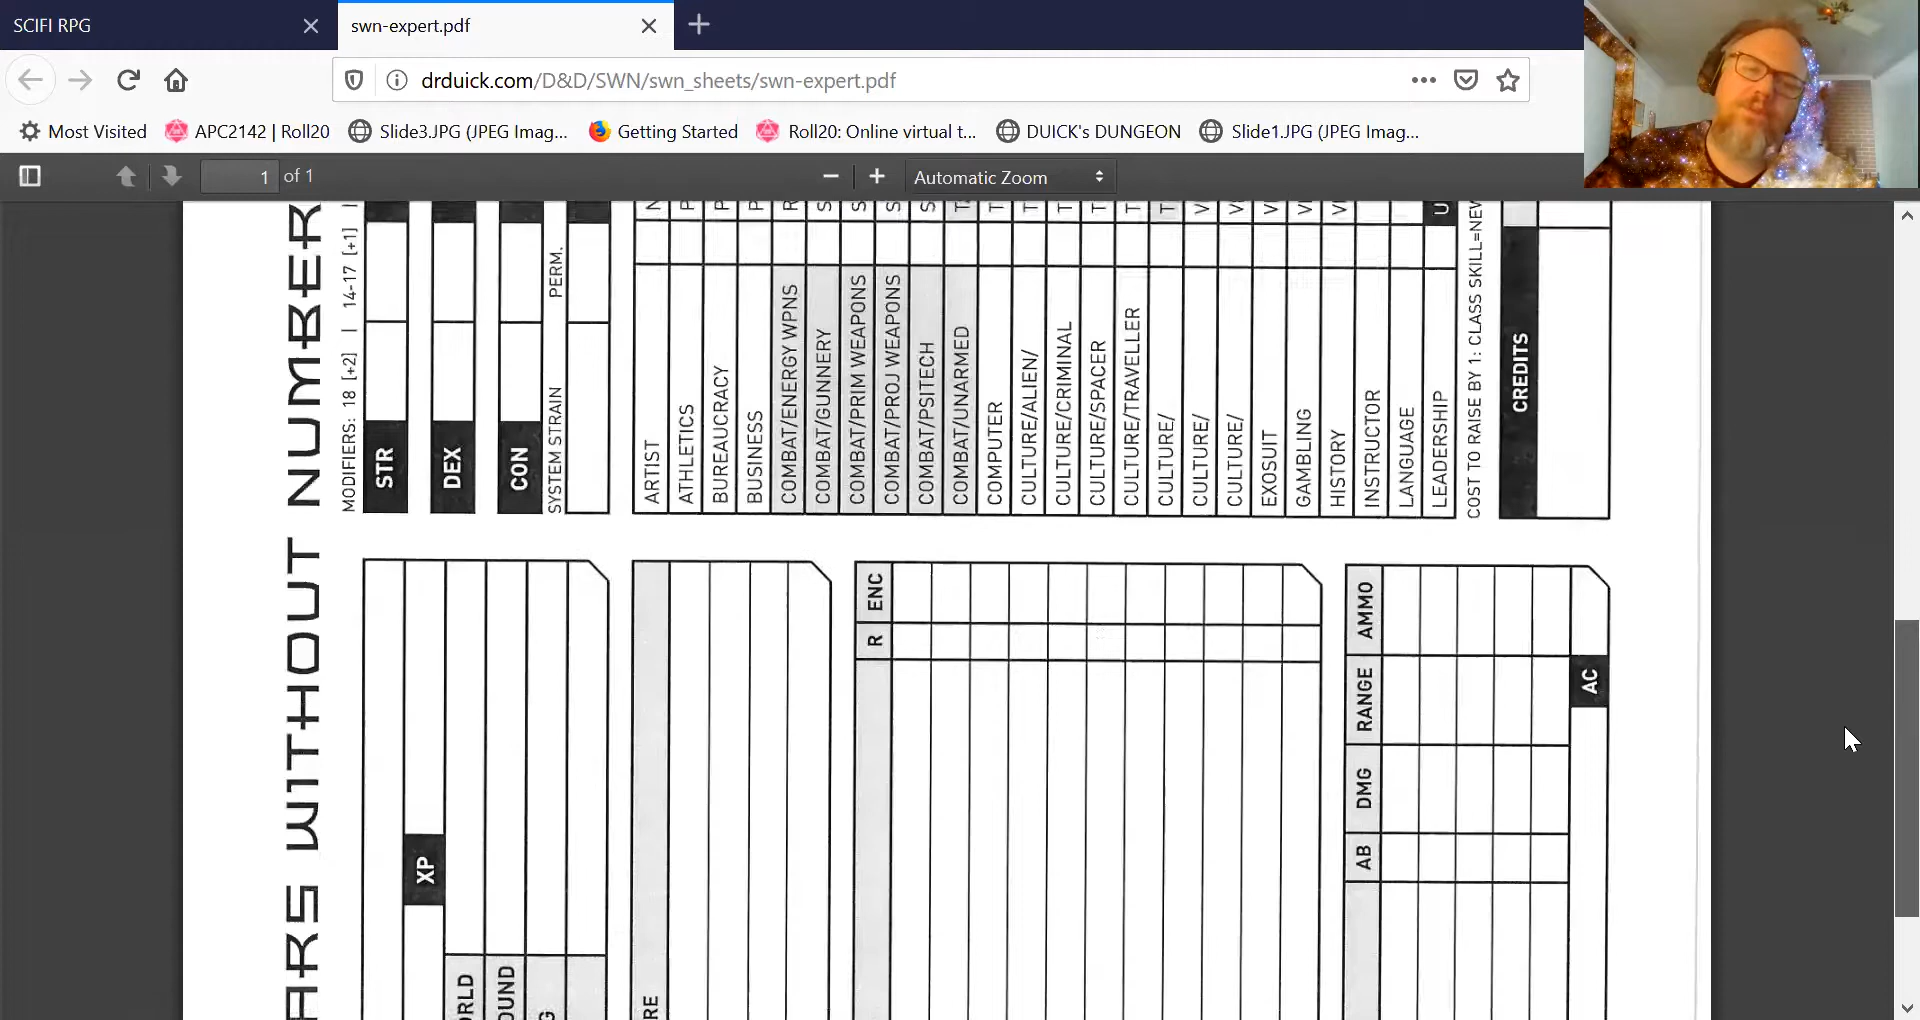 SCIFI RPG
swn-expert.pdf
drduick.com/D&D/SWN/swn_sheets/swn-expert.pdf
Most Visited
APC2142 | Roll20
Slide3.JPG (JPEG Imag...
Getting Started
Roll20: Online virtual t...
DUICK's DUNGEON
Slide1.JPG (JPEG Imag...
1 of 1
Automatic Zoom
ARS WITHOUT NUMBER
MODIFIERS: 18 [+2] | 14-17 [+1] |
STR
DEX
CON
SYSTEM STRAIN PERM.
ARTIST
ATHLETICS
BUREAUCRACY
BUSINESS
COMBAT/ENERGY WPNS
COMBAT/GUNNERY
COMBAT/PRIM WEAPONS
COMBAT/PROJ WEAPONS
COMBAT/PSITECH
COMBAT/UNARMED
COMPUTER
CULTURE/ALIEN/
CULTURE/CRIMINAL
CULTURE/SPACER
CULTURE/TRAVELLER
CULTURE/
CULTURE/
CULTURE/
EXOSUIT
GAMBLING
HISTORY
INSTRUCTOR
LANGUAGE
LEADERSHIP
COST TO RAISE BY 1: CLASS SKILL=NEW
CREDITS
XP
R ENC
AB DMG RANGE AMMO
AC